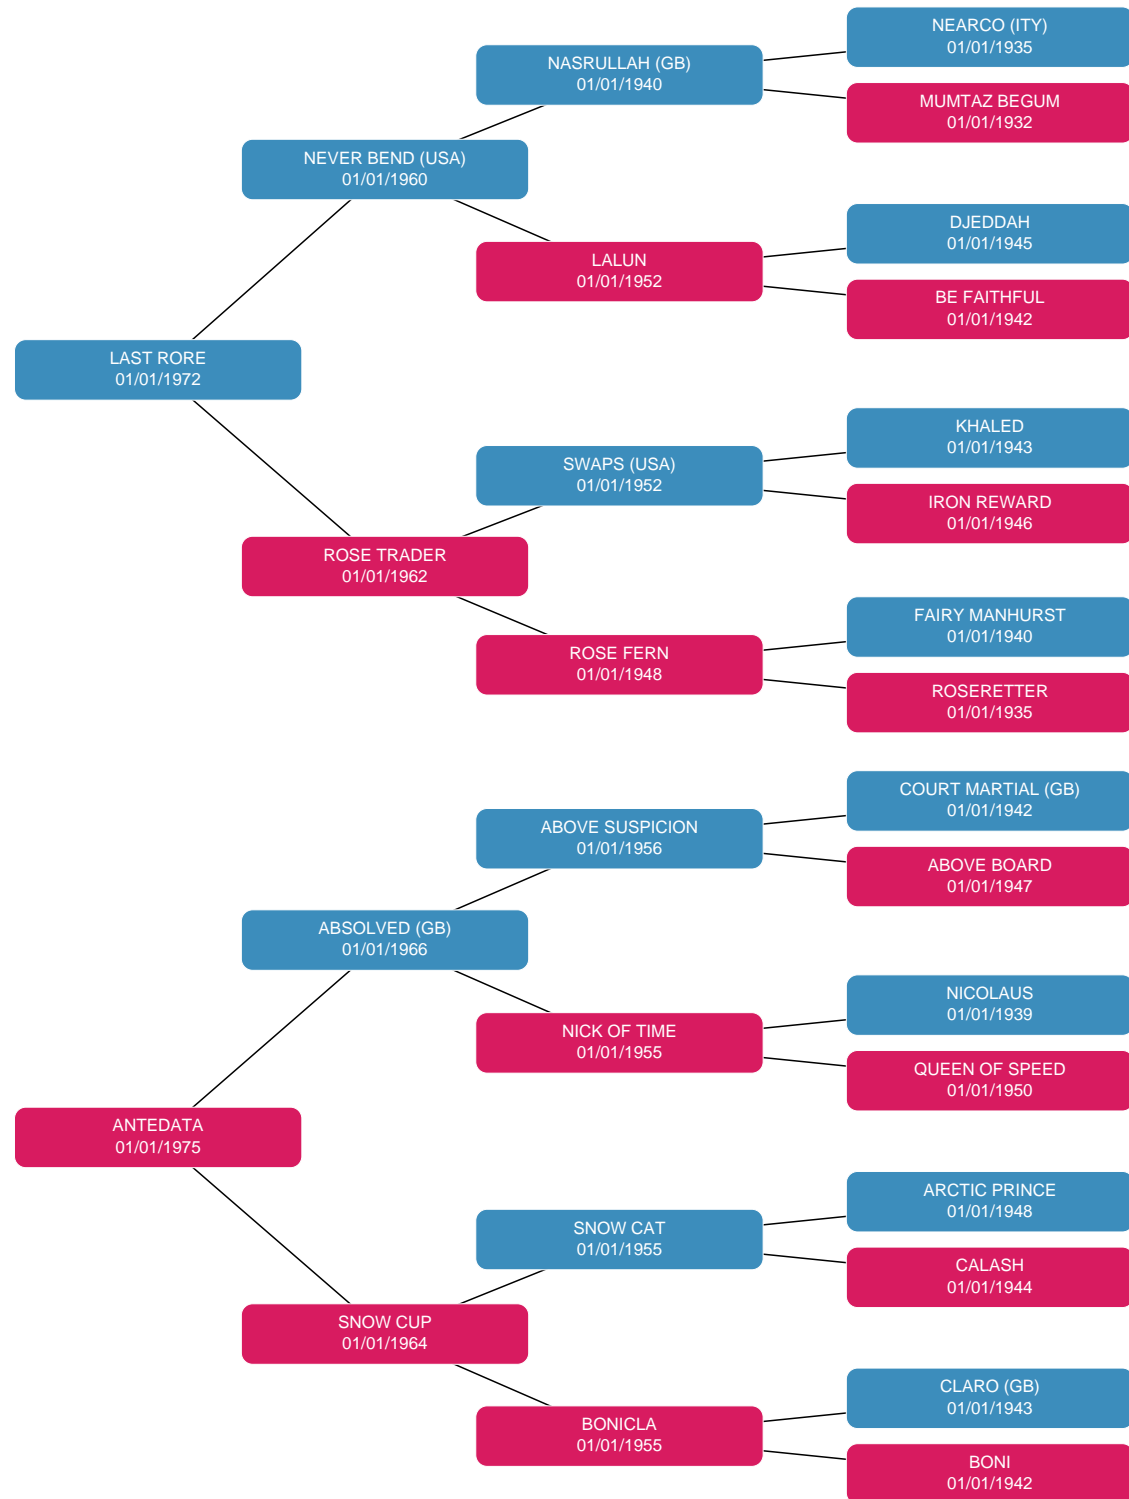 NEARCO (ITY)
01/01/1935
NASRULLAH (GB)
01/01/1940
MUMTAZ BEGUM
01/01/1932
NEVER BEND (USA)
01/01/1960
DJEDDAH
01/01/1945
LALUN
01/01/1952
BE FAITHFUL
01/01/1942
LAST RORE
01/01/1972
KHALED
01/01/1943
SWAPS (USA)
01/01/1952
IRON REWARD
01/01/1946
ROSE TRADER
01/01/1962
FAIRY MANHURST
01/01/1940
ROSE FERN
01/01/1948
ROSERETTER
01/01/1935
COURT MARTIAL (GB)
01/01/1942
ABOVE SUSPICION
01/01/1956
ABOVE BOARD
01/01/1947
ABSOLVED (GB)
01/01/1966
NICOLAUS
01/01/1939
NICK OF TIME
01/01/1955
QUEEN OF SPEED
01/01/1950
ANTEDATA
01/01/1975
ARCTIC PRINCE
01/01/1948
SNOW CAT
01/01/1955
CALASH
01/01/1944
SNOW CUP
01/01/1964
CLARO (GB)
01/01/1943
BONICLA
01/01/1955
BONI
01/01/1942